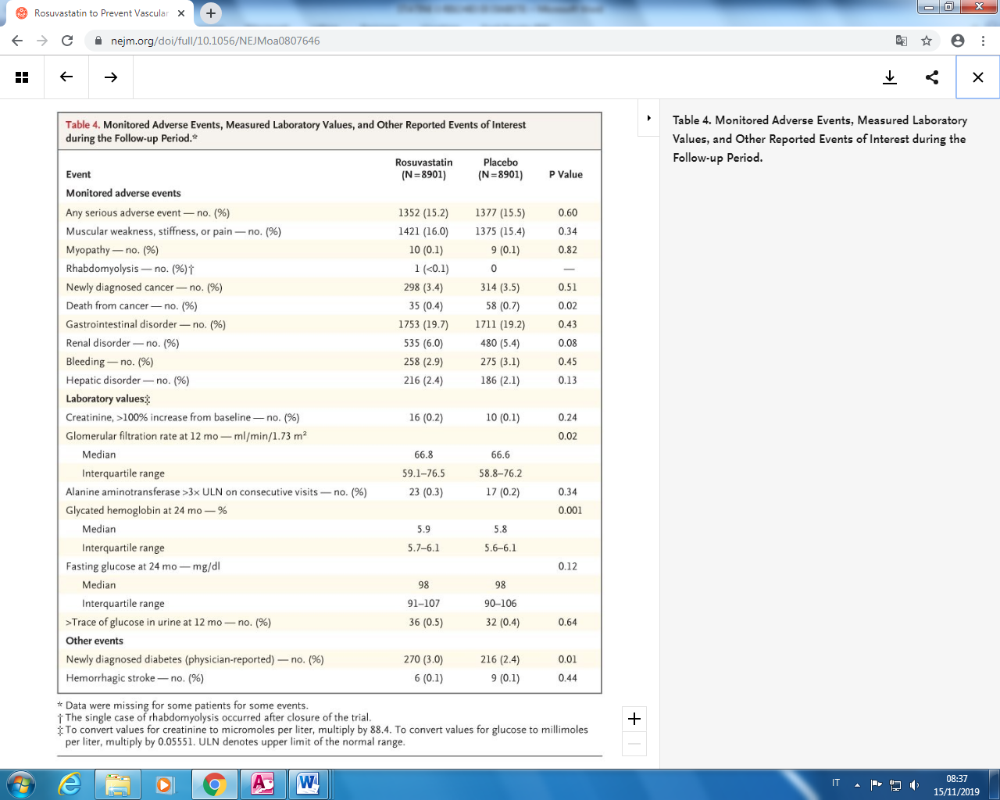 Rosuvastatin to Prevent Vascular
nejm.org/doi/full/10.1056/NEJMoa0807646
Table 4. Monitored Adverse Events, Measured Laboratory Values, and Other Reported Events of Interest
during the Follow-up Period.*
Event Rosuvastatin (N=8901) Placebo (N=8901) P Value
Monitored adverse events
Any serious adverse event — no. (%) 1352 (15.2) 1377 (15.5) 0.60
Muscular weakness, stiffness, or pain — no. (%) 1421 (16.0) 1375 (15.4) 0.34
Myopathy — no. (%) 10 (0.1) 9 (0.1) 0.82
Rhabdomyolysis — no. (%)† 1 (<0.1) 0 —
Newly diagnosed cancer — no. (%) 298 (3.4) 314 (3.5) 0.51
Death from cancer — no. (%) 35 (0.4) 58 (0.7) 0.02
Gastrointestinal disorder — no. (%) 1753 (19.7) 1711 (19.2) 0.43
Renal disorder — no. (%) 535 (6.0) 480 (5.4) 0.08
Bleeding — no. (%) 258 (2.9) 275 (3.1) 0.45
Hepatic disorder — no. (%) 216 (2.4) 186 (2.1) 0.13
Laboratory values‡
Creatinine, >100% increase from baseline — no. (%) 16 (0.2) 10 (0.1) 0.24
Glomerular filtration rate at 12 mo — ml/min/1.73 m² 0.02
Median 66.8 66.6
Interquartile range 59.1–76.5 58.8–76.2
Alanine aminotransferase >3× ULN on consecutive visits — no. (%) 23 (0.3) 17 (0.2) 0.34
Glycated hemoglobin at 24 mo — % 0.001
Median 5.9 5.8
Interquartile range 5.7–6.1 5.6–6.1
Fasting glucose at 24 mo — mg/dl 0.12
Median 98 98
Interquartile range 91–107 90–106
>Trace of glucose in urine at 12 mo — no. (%) 36 (0.5) 32 (0.4) 0.64
Other events
Newly diagnosed diabetes (physician-reported) — no. (%) 270 (3.0) 216 (2.4) 0.01
Hemorrhagic stroke — no. (%) 6 (0.1) 9 (0.1) 0.44
* Data were missing for some patients for some events.
† The single case of rhabdomyolysis occurred after closure of the trial.
‡ To convert values for creatinine to micromoles per liter, multiply by 88.4. To convert values for glucose to millimoles
per liter, multiply by 0.05551. ULN denotes upper limit of the normal range.
Table 4. Monitored Adverse Events, Measured Laboratory
Values, and Other Reported Events of Interest during the
Follow-up Period.
IT
08:37
15/11/2019